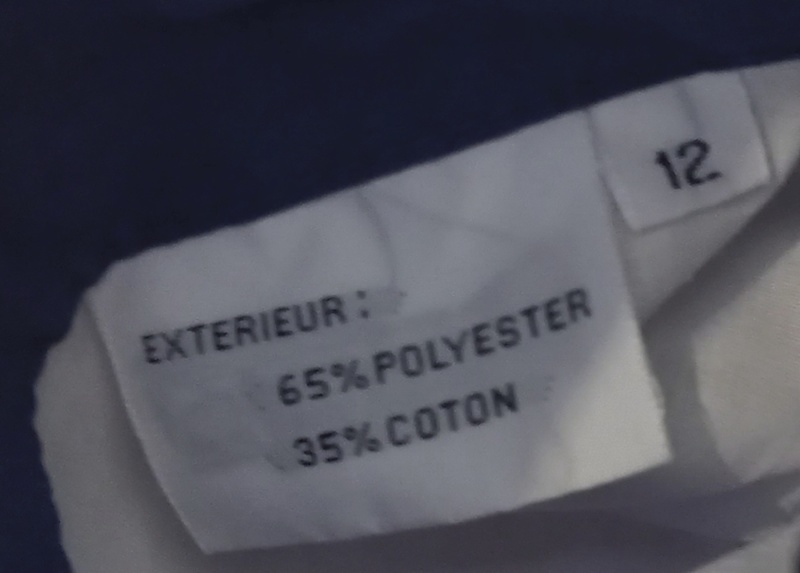 12
EXTERIEUR :
65% POLYESTER
35% COTON